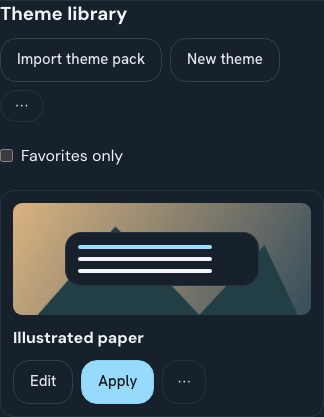 Theme library
Import theme pack New theme
...
Favorites only
Illustrated paper
Edit Apply ...